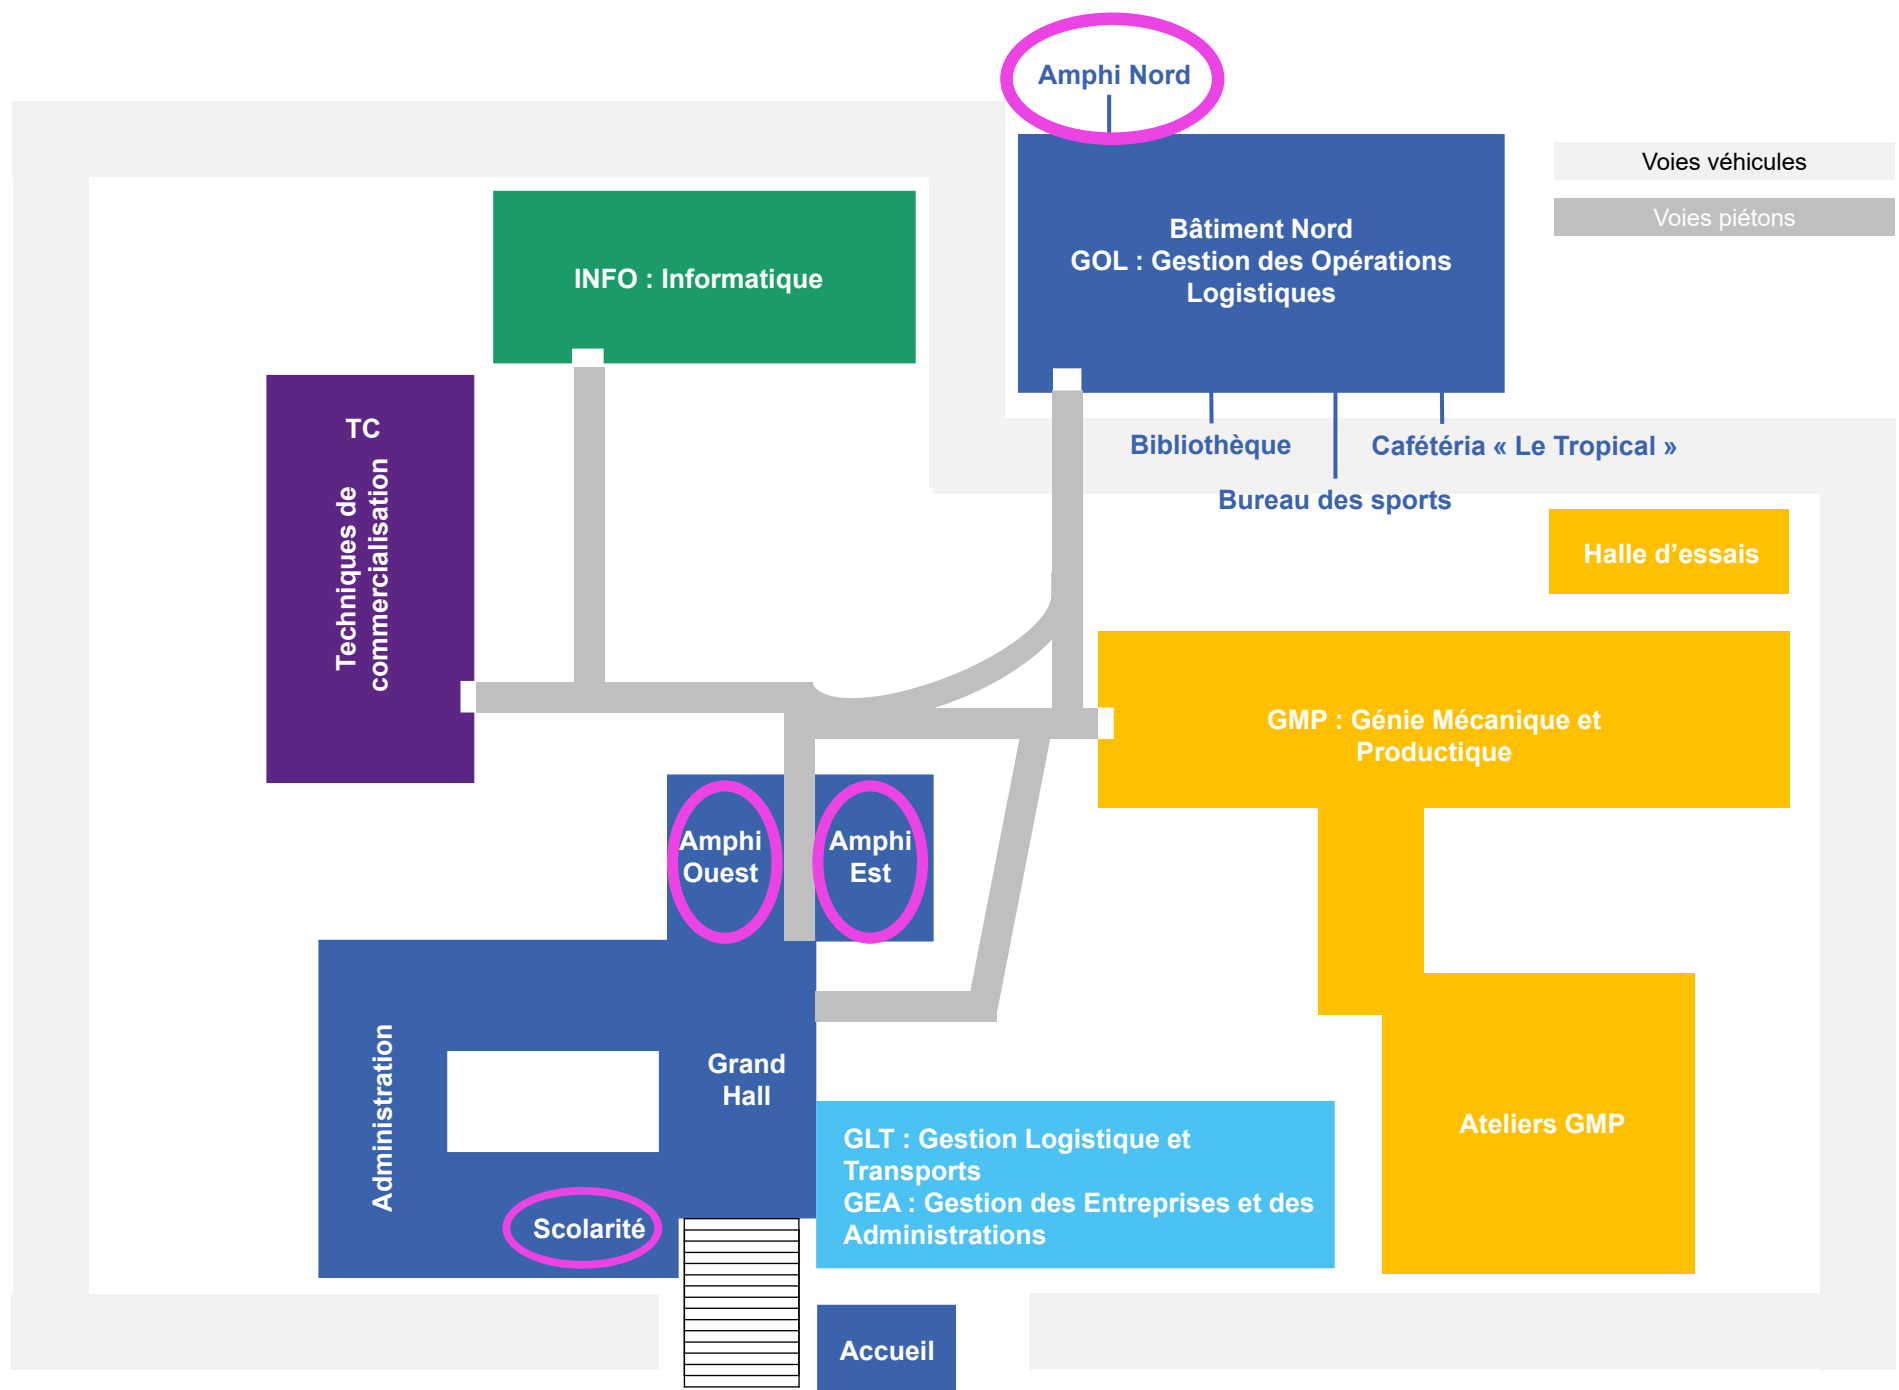 Amphi Nord
Voies véhicules
Voies piétons
Bâtiment Nord
GOL : Gestion des Opérations
Logistiques
INFO : Informatique
TC
Techniques de
commercialisation
Bibliothèque
Cafétéria « Le Tropical »
Bureau des sports
Halle d’essais
GMP : Génie Mécanique et
Productique
Amphi
Ouest
Amphi
Est
Administration
Grand
Hall
GLT : Gestion Logistique et
Transports
GEA : Gestion des Entreprises et des
Administrations
Ateliers GMP
Scolarité
Accueil